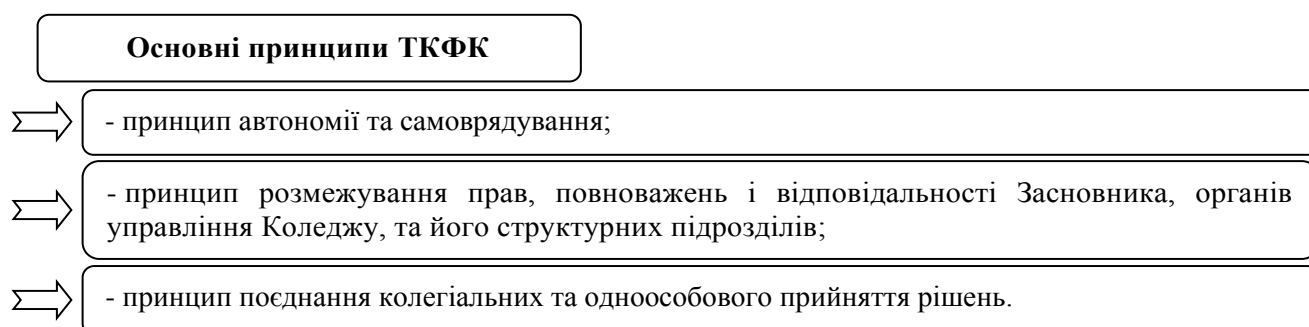 Основні принципи ТКФК
- принцип автономії та самоврядування;
- принцип розмежування прав, повноважень і відповідальності Засновника, органів
управління Коледжу, та його структурних підрозділів;
- принцип поєднання колегіальних та одноособового прийняття рішень.